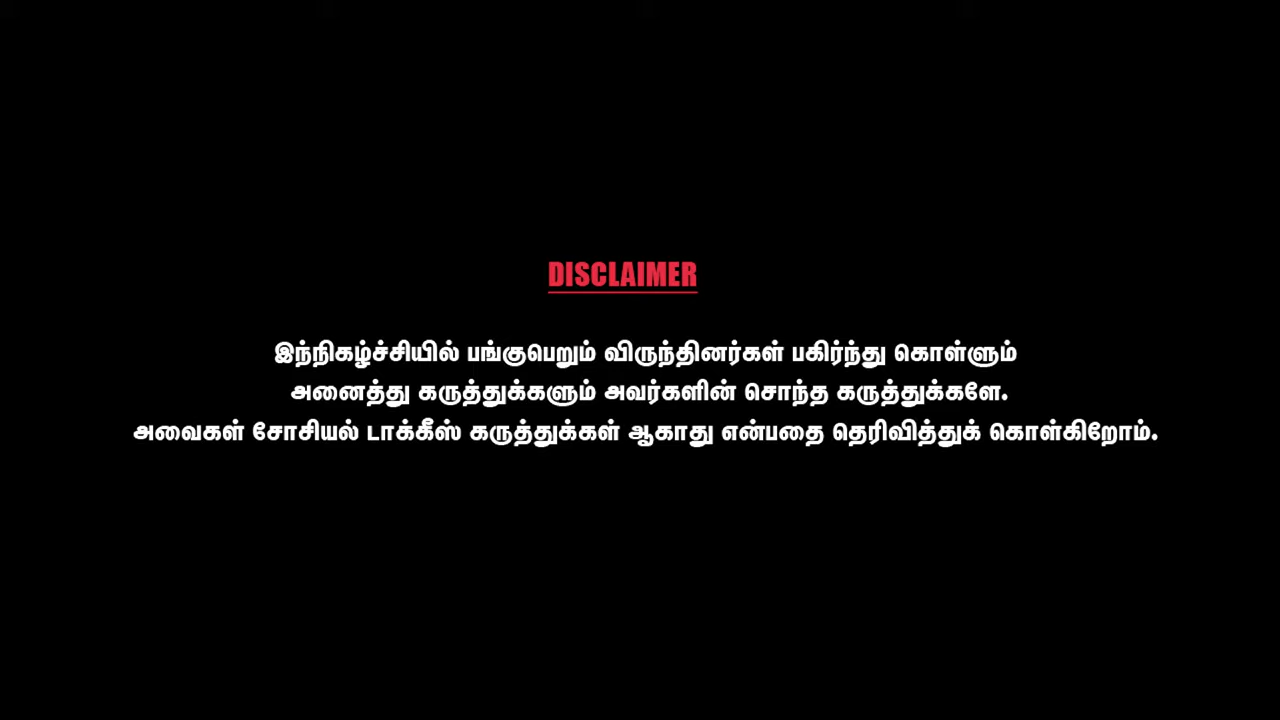 DISCLAIMER
இந்நிகழ்ச்சியில் பங்குபெறும் விருந்தினர்கள் பகிர்ந்து கொள்ளும்
அனைத்து கருத்துக்களும் அவர்களின் சொந்த கருத்துக்களே.
அவைகள் சோசியல் டாக்கீஸ் கருத்துக்கள் ஆகாது என்பதை தெரிவித்துக் கொள்கிறோம்.